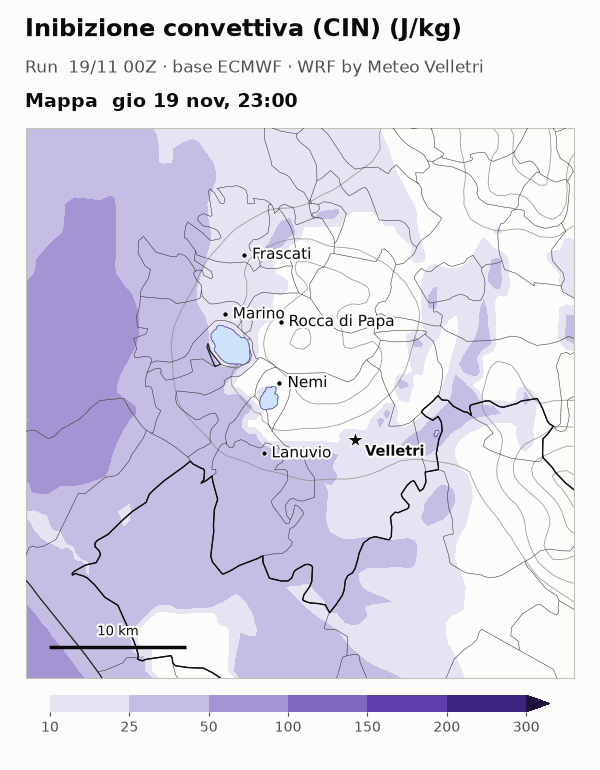 Inibizione convettiva (CIN) (J/kg)
Run  19/11 00Z · base ECMWF · WRF by Meteo Velletri
Mappa  gio 19 nov, 23:00
Frascati
Marino
Rocca di Papa
Nemi
Velletri
Lanuvio
10 km
10 25 50 100 150 200 300